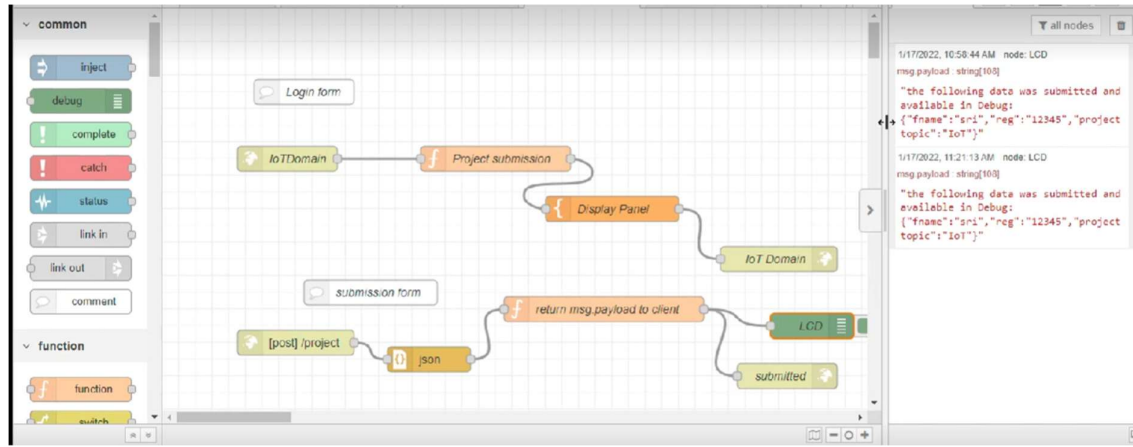 common
inject
debug
complete
catch
status
link in
link out
comment
function
function
switch
Login form
IoTDomain
Project submission
Display Panel
IoT Domain
submission form
return msg.payload to client
[post] /project
json
LCD
submitted
all nodes
1/17/2022, 10:58:44 AM node: LCD
msg.payload : string[108]
"the following data was submitted and
available in Debug:
{"fname":"sri","reg":"12345","project
topic":"IoT"}"
1/17/2022, 11:21:13 AM node: LCD
msg.payload : string[108]
"the following data was submitted and
available in Debug:
{"fname":"sri","reg":"12345","project
topic":"IoT"}"